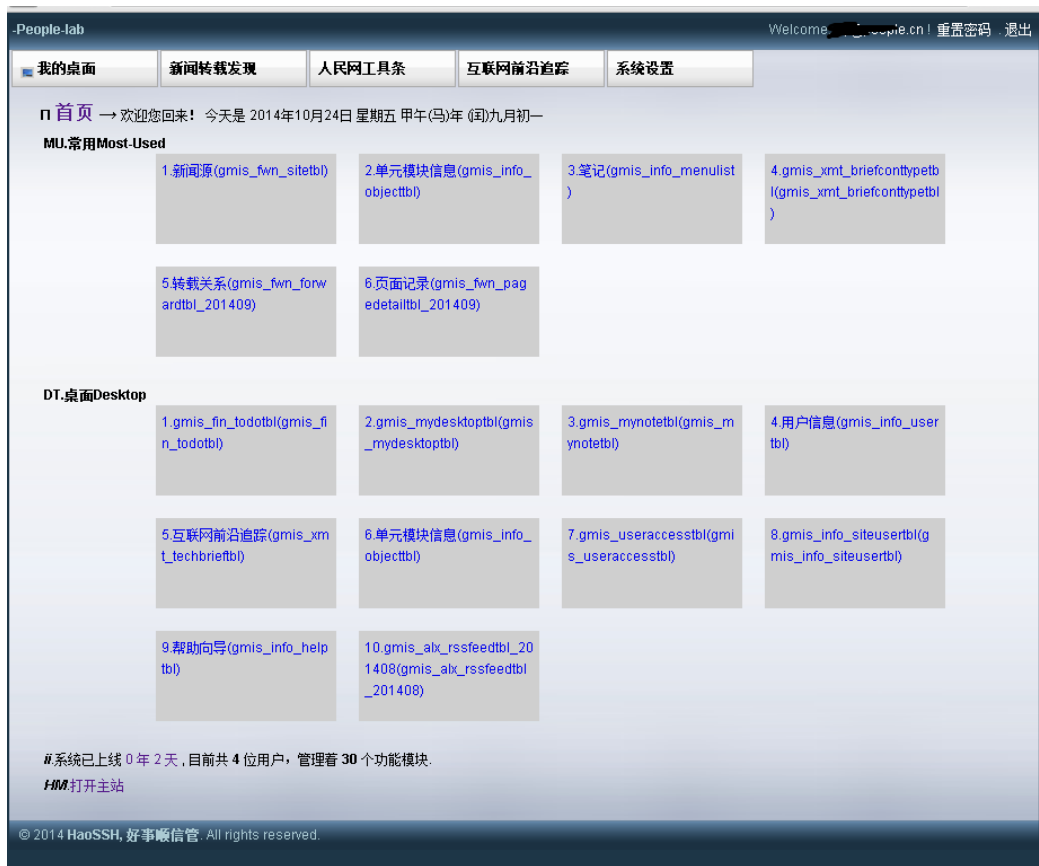 -People-lab
Welcome, ople.cn ! 重置密码 . 退出
我的桌面 新闻转载发现 人民网工具条 互联网前沿追踪 系统设置
П 首页 → 欢迎您回来！ 今天是 2014年10月24日 星期五 甲午(马)年 (闰)九月初一
MU.常用Most-Used
1.新闻源(gmis_fwn_sitetbl)
2.单元模块信息(gmis_info_
objecttbl)
3.笔记(gmis_info_menulist
)
4.gmis_xmt_briefconttypetb
l(gmis_xmt_briefconttypetbl
)
5.转载关系(gmis_fwn_forw
ardtbl_201409)
6.页面记录(gmis_fwn_pag
edetailtbl_201409)
DT.桌面Desktop
1.gmis_fin_todotbl(gmis_fi
n_todotbl)
2.gmis_mydesktoptbl(gmis
_mydesktoptbl)
3.gmis_mynotetbl(gmis_m
ynotetbl)
4.用户信息(gmis_info_user
tbl)
5.互联网前沿追踪(gmis_xm
t_techbrieftbl)
6.单元模块信息(gmis_info_
objecttbl)
7.gmis_useraccesstbl(gmi
s_useraccesstbl)
8.gmis_info_siteusertbl(g
mis_info_siteusertbl)
9.帮助向导(gmis_info_help
tbl)
10.gmis_alx_rssfeedtbl_20
1408(gmis_alx_rssfeedtbl
_201408)
ii.系统已上线 0 年 2 天 , 目前共 4 位用户，管理着 30 个功能模块.
HM.打开主站
© 2014 HaoSSH, 好事顺信管. All rights reserved.